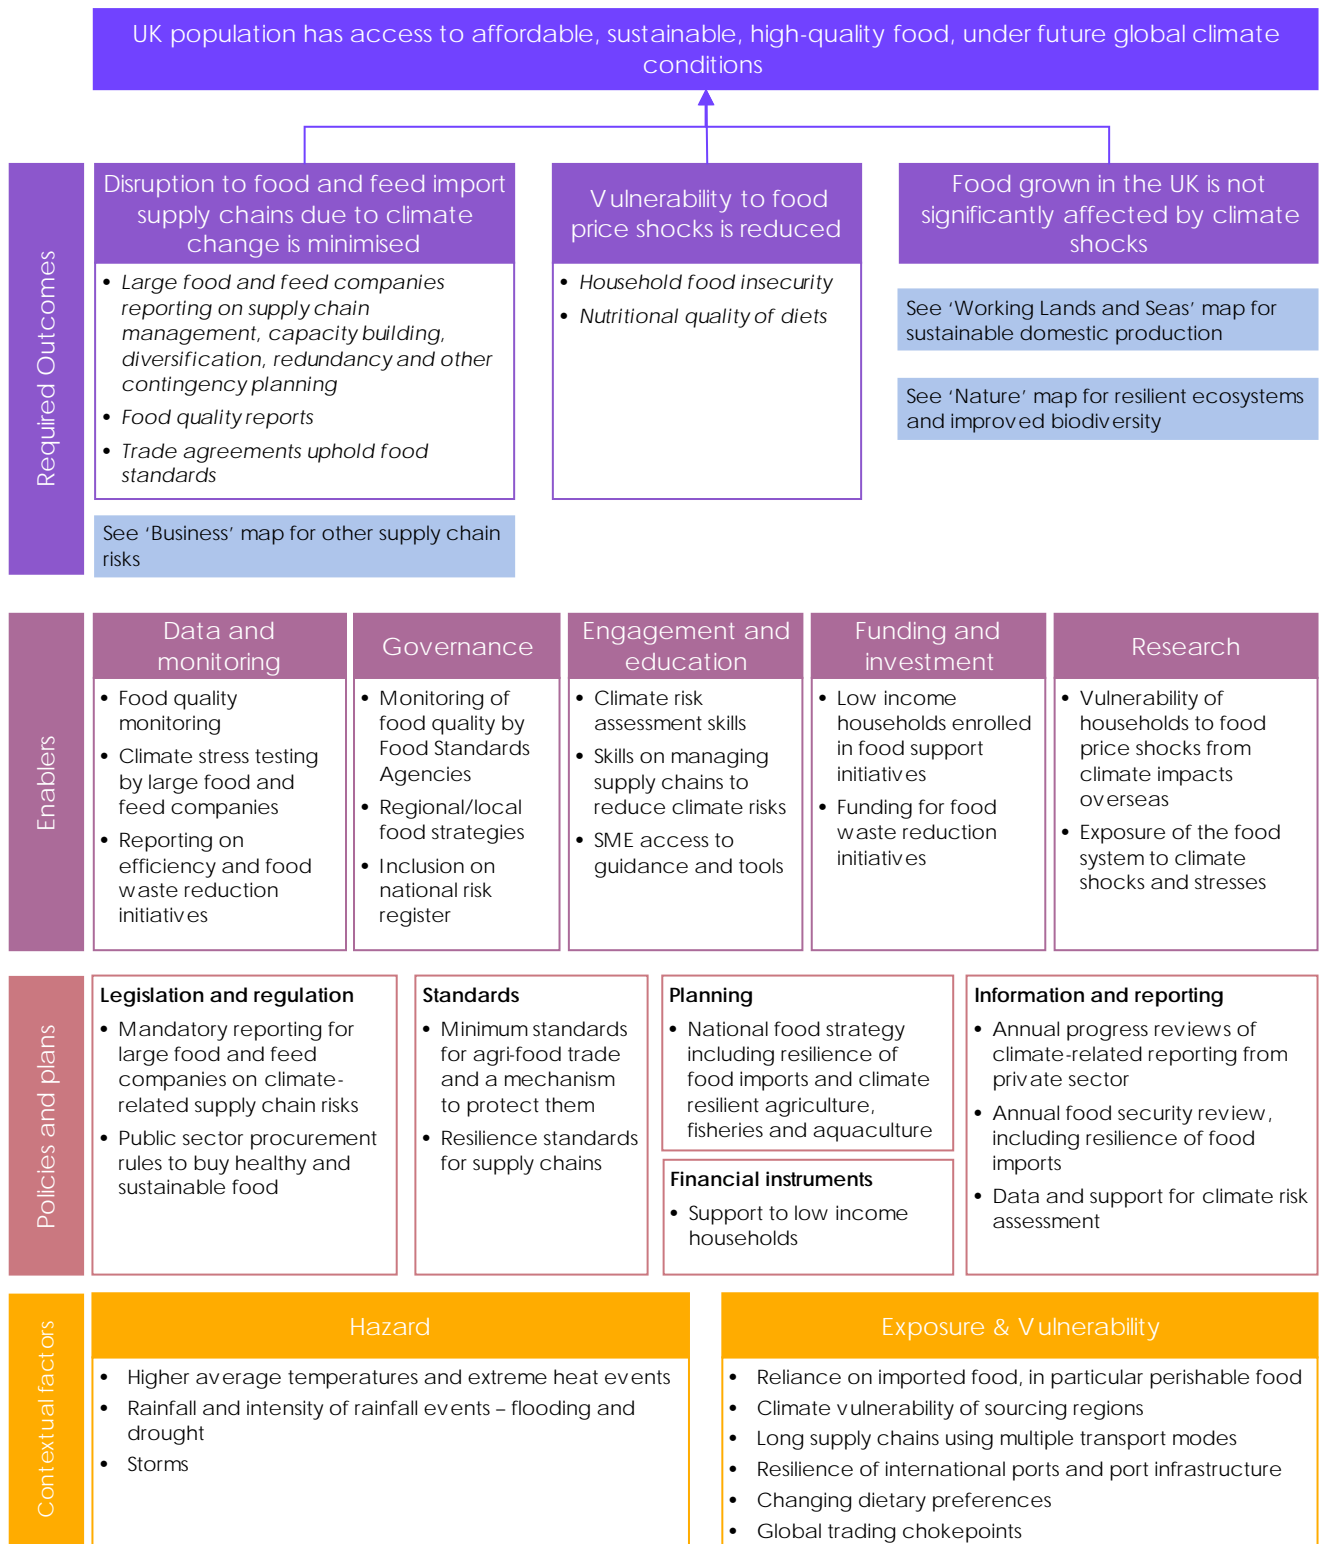 UK population has access to affordable, sustainable, high-quality food, under future global climate
conditions
Required Outcomes
Disruption to food and feed import
supply chains due to climate
change is minimised
• Large food and feed companies
reporting on supply chain
management, capacity building,
diversification, redundancy and other
contingency planning
• Food quality reports
• Trade agreements uphold food
standards
See ‘Business’ map for other supply chain
risks
Vulnerability to food
price shocks is reduced
• Household food insecurity
• Nutritional quality of diets
Food grown in the UK is not
significantly affected by climate
shocks
See ‘Working Lands and Seas’ map for
sustainable domestic production
See ‘Nature’ map for resilient ecosystems
and improved biodiversity
Enablers
Data and
monitoring
• Food quality
monitoring
• Climate stress testing
by large food and
feed companies
• Reporting on
efficiency and food
waste reduction
initiatives
Governance
• Monitoring of
food quality by
Food Standards
Agencies
• Regional/local
food strategies
• Inclusion on
national risk
register
Engagement and
education
• Climate risk
assessment skills
• Skills on managing
supply chains to
reduce climate risks
• SME access to
guidance and tools
Funding and
investment
• Low income
households enrolled
in food support
initiatives
• Funding for food
waste reduction
initiatives
Research
• Vulnerability of
households to food
price shocks from
climate impacts
overseas
• Exposure of the food
system to climate
shocks and stresses
Policies and plans
Legislation and regulation
• Mandatory reporting for
large food and feed
companies on climate-
related supply chain risks
• Public sector procurement
rules to buy healthy and
sustainable food
Standards
• Minimum standards
for agri-food trade
and a mechanism
to protect them
• Resilience standards
for supply chains
Planning
• National food strategy
including resilience of
food imports and climate
resilient agriculture,
fisheries and aquaculture
Financial instruments
• Support to low income
households
Information and reporting
• Annual progress reviews of
climate-related reporting from
private sector
• Annual food security review,
including resilience of food
imports
• Data and support for climate risk
assessment
Contextual factors
Hazard
• Higher average temperatures and extreme heat events
• Rainfall and intensity of rainfall events – flooding and
drought
• Storms
Exposure & Vulnerability
• Reliance on imported food, in particular perishable food
• Climate vulnerability of sourcing regions
• Long supply chains using multiple transport modes
• Resilience of international ports and port infrastructure
• Changing dietary preferences
• Global trading chokepoints